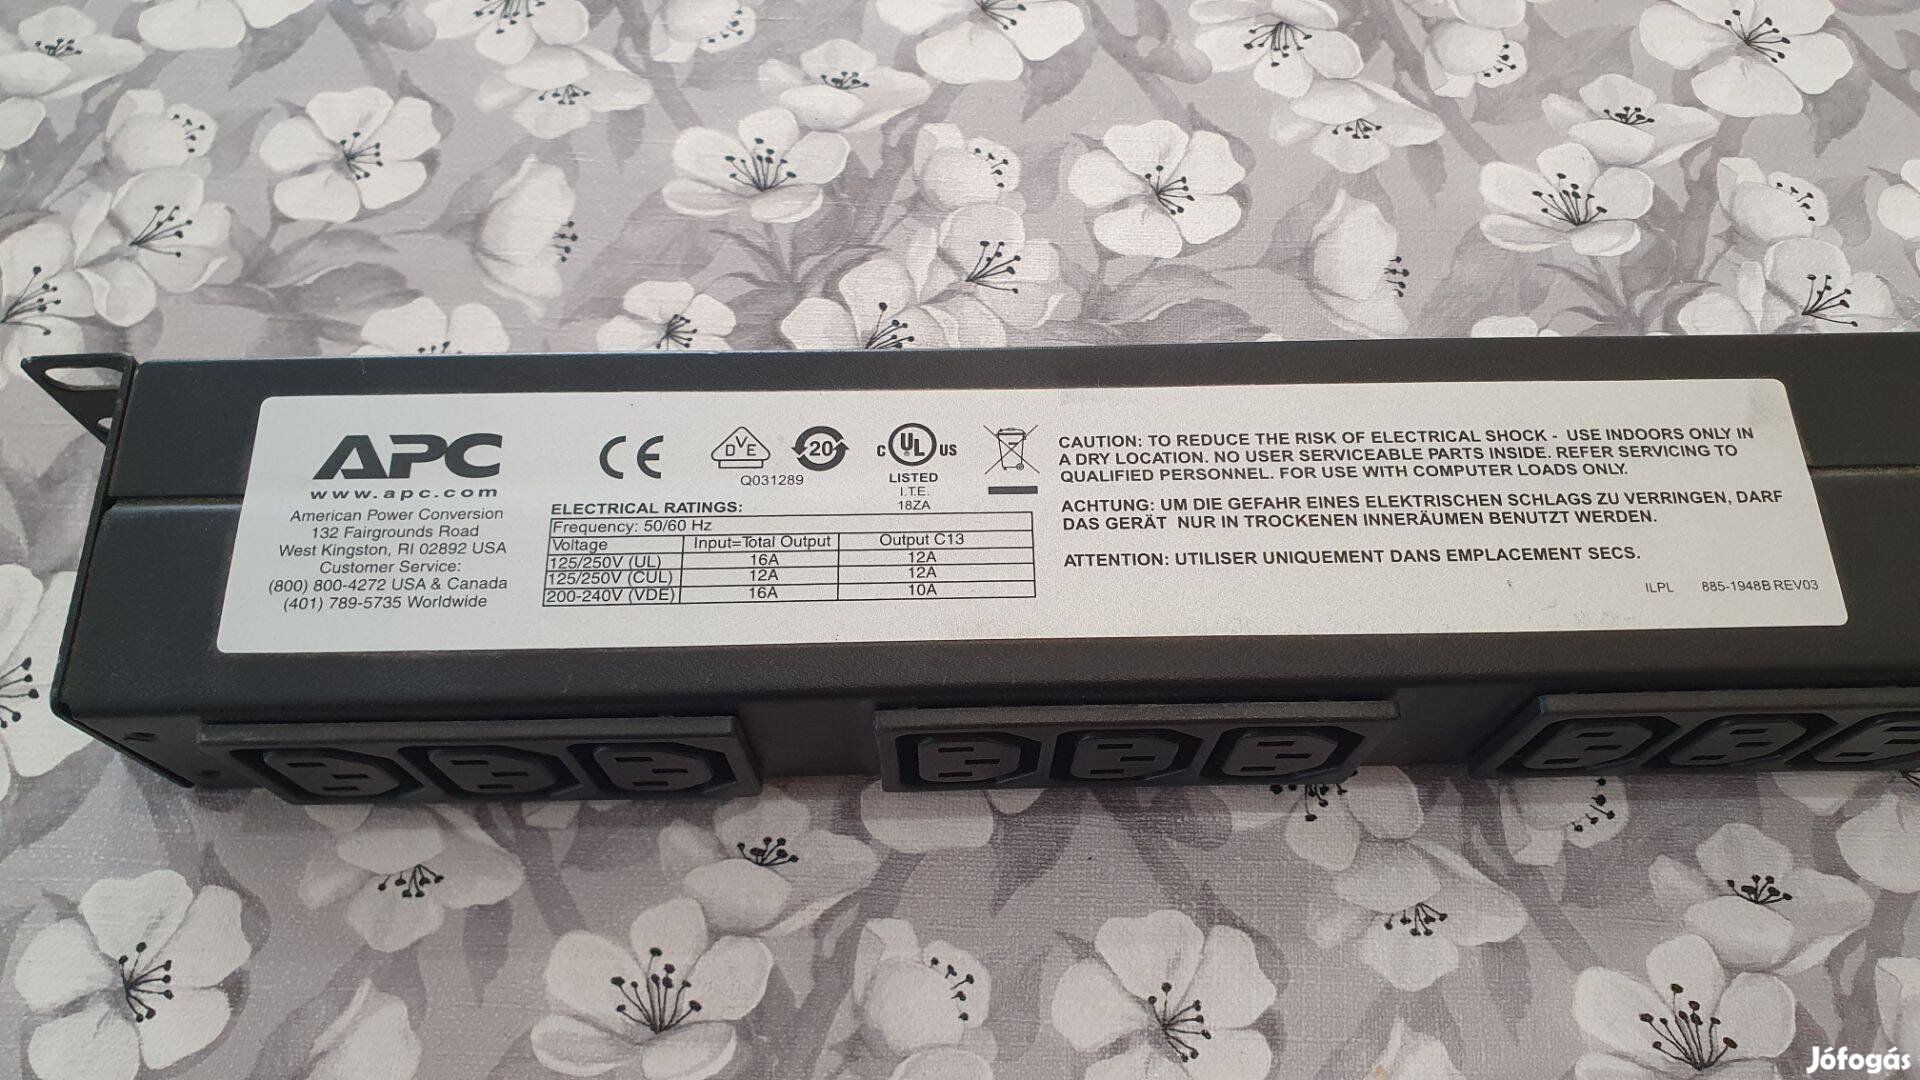 APC
www.apc.com
American Power Conversion
132 Fairgrounds Road
West Kingston, RI 02892 USA
Customer Service:
(800) 800-4272 USA & Canada
(401) 789-5735 Worldwide
CE
DVE
Q031289
20
c UL US
LISTED
I.T.E.
18ZA
ELECTRICAL RATINGS:
Frequency: 50/60 Hz
Voltage Input=Total Output Output C13
125/250V (UL) 16A 12A
125/250V (CUL) 12A 12A
200-240V (VDE) 16A 10A
CAUTION: TO REDUCE THE RISK OF ELECTRICAL SHOCK - USE INDOORS ONLY IN
A DRY LOCATION. NO USER SERVICEABLE PARTS INSIDE. REFER SERVICING TO
QUALIFIED PERSONNEL. FOR USE WITH COMPUTER LOADS ONLY.
ACHTUNG: UM DIE GEFAHR EINES ELEKTRISCHEN SCHLAGS ZU VERRINGEN, DARF
DAS GERÄT NUR IN TROCKENEN INNERÄUMEN BENUTZT WERDEN.
ATTENTION: UTILISER UNIQUEMENT DANS EMPLACEMENT SECS.
ILPL 885-1948B REV03
Jófogás